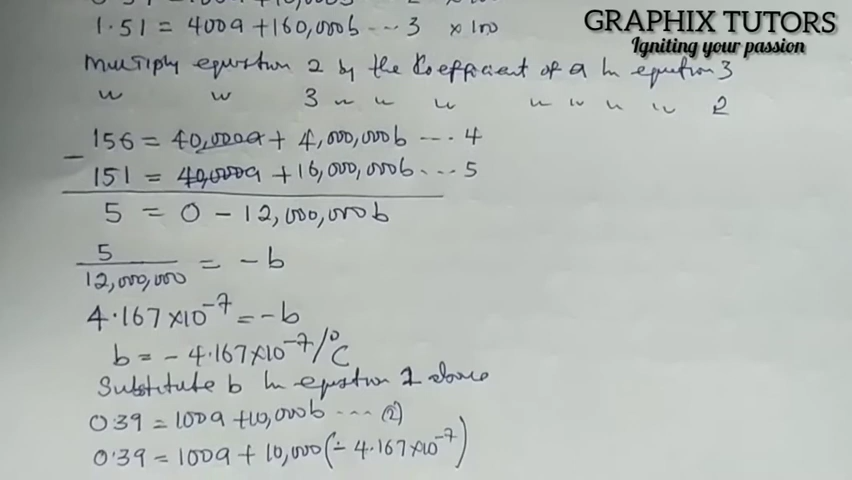 GRAPHIX TUTORS
Igniting your passion
1.51 = 400a + 160,000b --- 3 × 100
Multiply equation 2 by the Coefficient of a in equation 3
〃 〃 3 〃 〃 〃 〃 〃 〃 〃 2
156 = 40,000a + 4,000,000b ---- 4
- 151 = 40,000a + 16,000,000b --- 5
5 = 0 - 12,000,000b
5/12,000,000 = -b
4.167×10⁻⁷ = -b
b = - 4.167×10⁻⁷/°C
Substitute b in equation 2 above
0.39 = 100a + 10,000b ---- (2)
0.39 = 100a + 10,000(- 4.167×10⁻⁷)